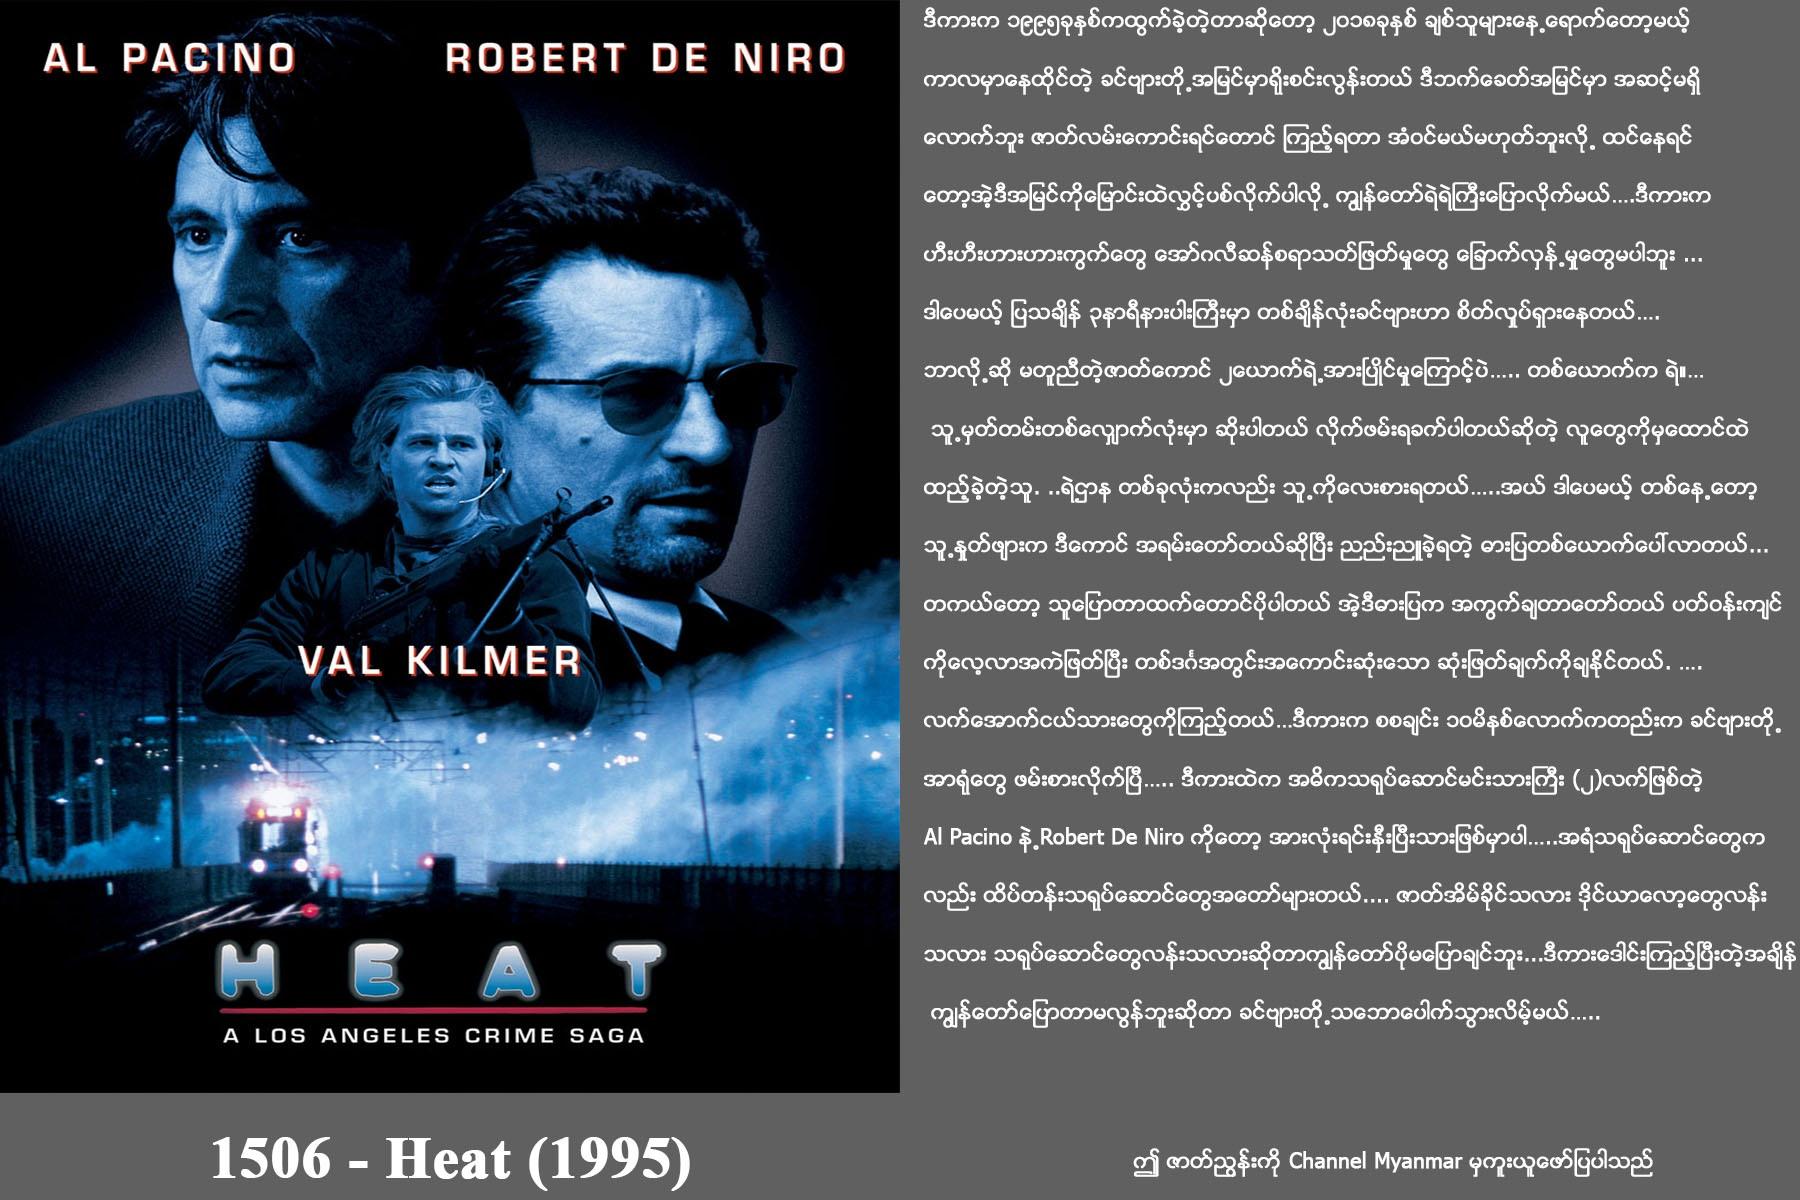 AL PACINO
ROBERT DE NIRO
VAL KILMER
HEAT
A LOS ANGELES CRIME SAGA
1506 - Heat (1995)
ဒီကားက ၁၉၉၅ခုနှစ်ကထွက်ခဲ့တဲ့တာဆိုတော့ ၂၀၁၈ခုနှစ် ချစ်သူများနေ့ရောက်တော့မယ့်
ကာလမှာနေထိုင်တဲ့ ခင်ဗျားတို့အမြင်မှာရိုးစင်းလွန်းတယ် ဒီဘက်ခေတ်အမြင်မှာ အဆင့်မရှိ
လောက်ဘူး ဇာတ်လမ်းကောင်းရင်တောင် ကြည့်ရတာ အံဝင်မယ်မဟုတ်ဘူးလို့ ထင်နေရင်
တော့အဲ့ဒီအမြင်ကိုမြောင်းထဲလွှင့်ပစ်လိုက်ပါလို့ ကျွန်တော်ရဲရဲကြီးပြောလိုက်မယ်....ဒီကားက
ဟီးဟီးဟားဟားကွက်တွေ အော်ဂလီဆန်စရာသတ်ဖြတ်မှုတွေ ခြောက်လှန့်မှုတွေမပါဘူး ...
ဒါပေမယ့် ပြသချိန် ၃နာရီနားပါးကြီးမှာ တစ်ချိန်လုံးခင်ဗျားဟာ စိတ်လှုပ်ရှားနေတယ်....
ဘာလို့ဆို မတူညီတဲ့ဇာတ်ကောင် ၂ယောက်ရဲ့အားပြိုင်မှုကြောင့်ပဲ..... တစ်ယောက်က ရဲ။...
သူ့မှတ်တမ်းတစ်လျှောက်လုံးမှာ ဆိုးပါတယ် လိုက်ဖမ်းရခက်ပါတယ်ဆိုတဲ့ လူတွေကိုမှထောင်ထဲ
ထည့်ခဲ့တဲ့သူ. ..ရဲဌာန တစ်ခုလုံးကလည်း သူ့ကိုလေးစားရတယ်.....အယ် ဒါပေမယ့် တစ်နေ့တော့
သူ့နှုတ်ဖျားက ဒီကောင် အရမ်းတော်တယ်ဆိုပြီး ညည်းညူခဲ့ရတဲ့ ဓားပြတစ်ယောက်ပေါ်လာတယ်...
တကယ်တော့ သူပြောတာထက်တောင်ပိုပါတယ် အဲ့ဒီဓားပြက အကွက်ချတာတော်တယ် ပတ်ဝန်းကျင်
ကိုလေ့လာအကဲဖြတ်ပြီး တစ်ဒင်္ဂအတွင်းအကောင်းဆုံးသော ဆုံးဖြတ်ချက်ကိုချနိုင်တယ်. ....
လက်အောက်ငယ်သားတွေကိုကြည့်တယ်...ဒီကားက စစချင်း ၁၀မိနစ်လောက်ကတည်းက ခင်ဗျားတို့
အာရုံတွေ ဖမ်းစားလိုက်ပြီ..... ဒီကားထဲက အဓိကသရုပ်ဆောင်မင်းသားကြီး (၂)လက်ဖြစ်တဲ့
Al Pacino နဲ့Robert De Niro ကိုတော့ အားလုံးရင်းနှီးပြီးသားဖြစ်မှာပါ.....အရံသရုပ်ဆောင်တွေက
လည်း ထိပ်တန်းသရုပ်ဆောင်တွေအတော်များတယ်.... ဇာတ်အိမ်ခိုင်သလား ဒိုင်ယာလော့တွေလန်း
သလား သရုပ်ဆောင်တွေလန်းသလားဆိုတာကျွန်တော်ပိုမပြောချင်ဘူး...ဒီကားဒေါင်းကြည့်ပြီးတဲ့အချိန်
ကျွန်တော်ပြောတာမလွန်ဘူးဆိုတာ ခင်ဗျားတို့သဘောပေါက်သွားလိမ့်မယ်.....
ဤ ဇာတ်ညွှန်းကို Channel Myanmar မှကူးယူဖော်ပြပါသည်